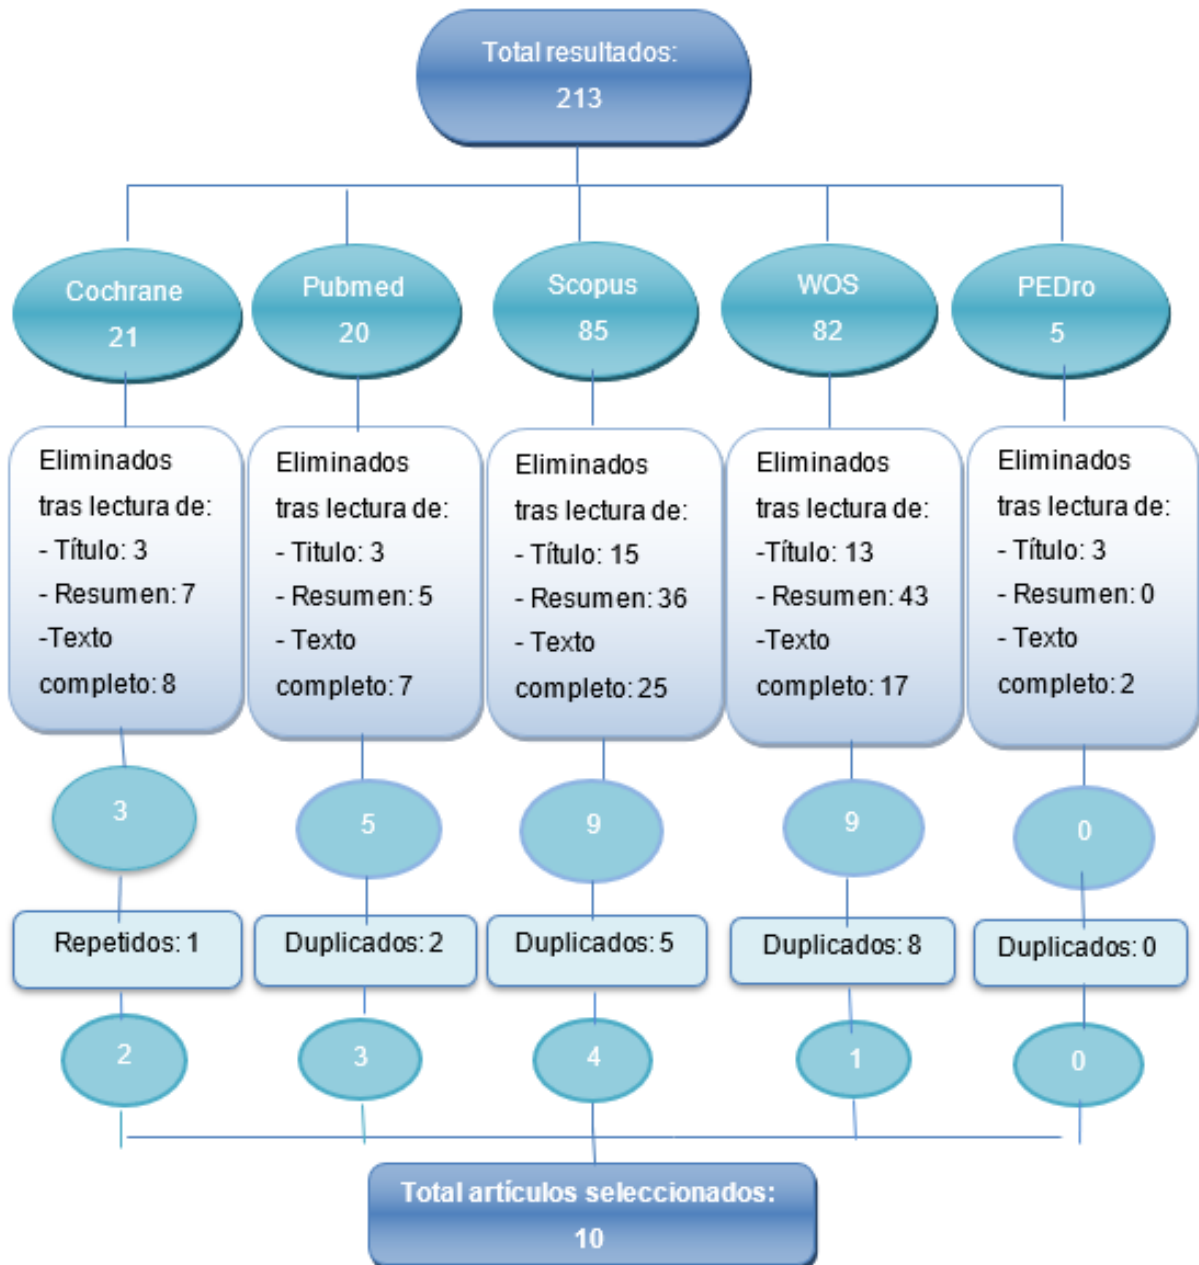 Total resultados:
213
Cochrane
21
Pubmed
20
Scopus
85
WOS
82
PEDro
5
Eliminados
tras lectura de:
- Título: 3
- Resumen: 7
-Texto
completo: 8
Eliminados
tras lectura de:
- Titulo: 3
- Resumen: 5
- Texto
completo: 7
Eliminados
tras lectura de:
- Título: 15
- Resumen: 36
- Texto
completo: 25
Eliminados
tras lectura de:
-Título: 13
- Resumen: 43
-Texto
completo: 17
Eliminados
tras lectura de:
- Título: 3
- Resumen: 0
- Texto
completo: 2
3
5
9
9
0
Repetidos: 1
Duplicados: 2
Duplicados: 5
Duplicados: 8
Duplicados: 0
2
3
4
1
0
Total artículos seleccionados:
10